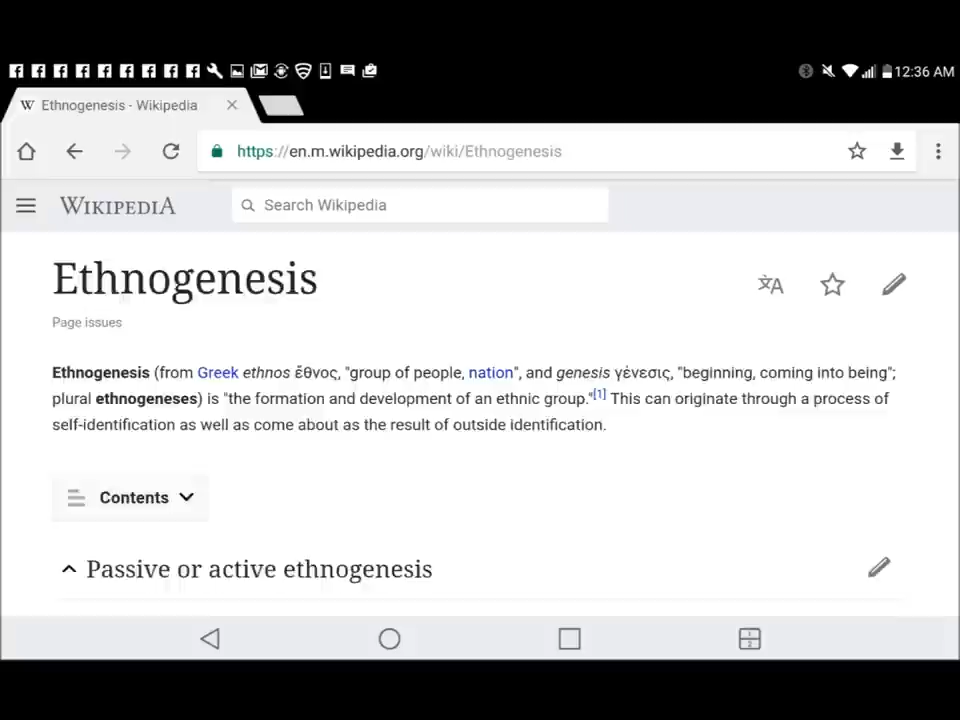 12:36 AM
Ethnogenesis - Wikipedia
https://en.m.wikipedia.org/wiki/Ethnogenesis
WIKIPEDIA
Search Wikipedia
Ethnogenesis
Page issues
Ethnogenesis (from Greek ethnos ἔθνος, "group of people, nation", and genesis γένεσις, "beginning, coming into being";
plural ethnogeneses) is "the formation and development of an ethnic group."[1] This can originate through a process of
self-identification as well as come about as the result of outside identification.
Contents
Passive or active ethnogenesis